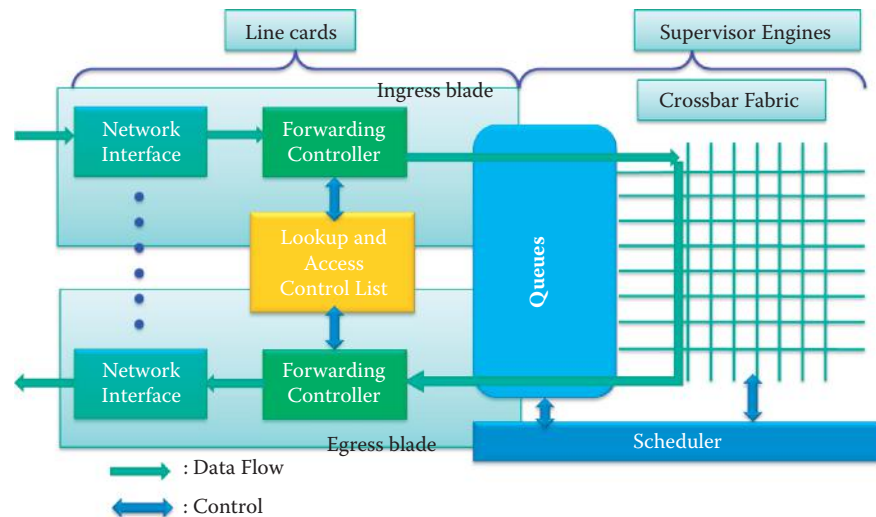 Line cards
Supervisor Engines
Ingress blade
Crossbar Fabric
Network
Interface
Forwarding
Controller
Lookup and
Access
Control List
Queues
Network
Interface
Forwarding
Controller
Egress blade
Scheduler
: Data Flow
: Control